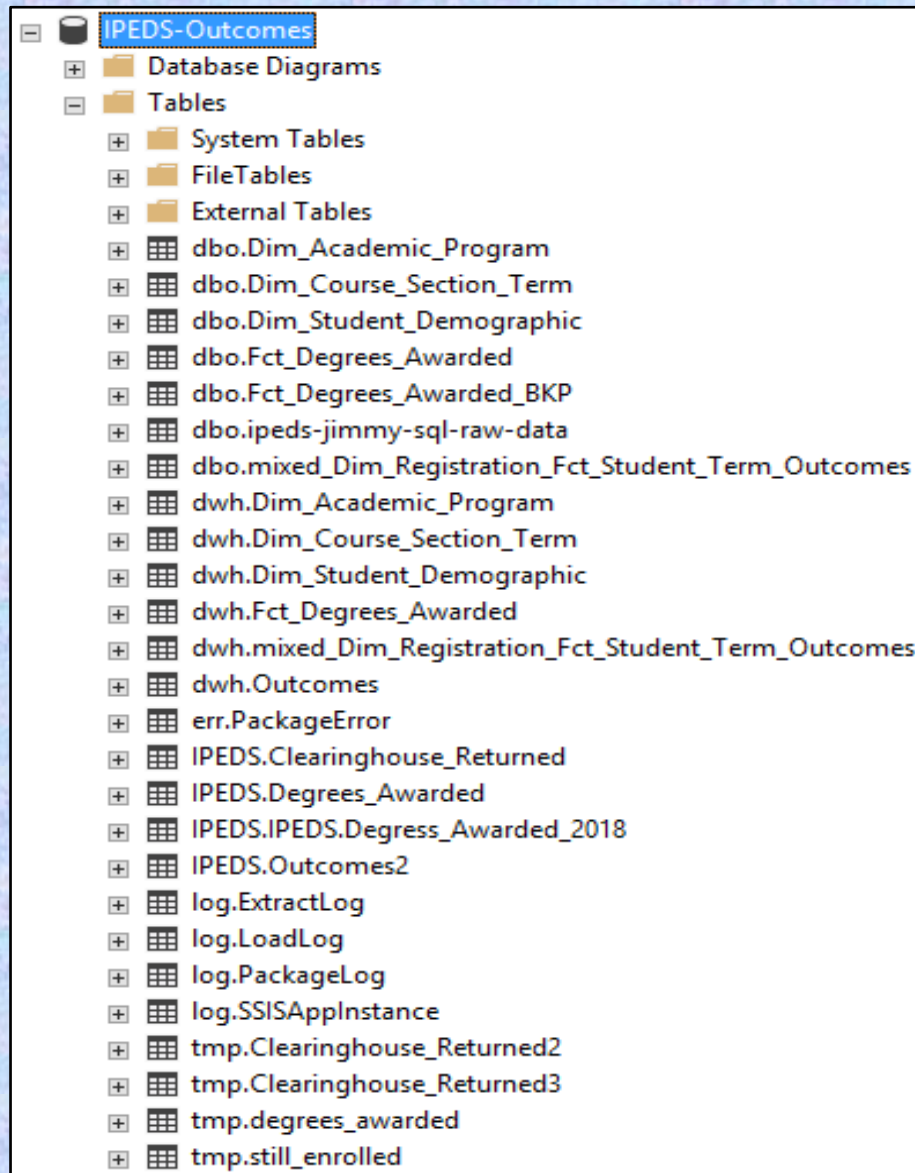 IPEDS-Outcomes
Database Diagrams
Tables
System Tables
FileTables
External Tables
dbo.Dim_Academic_Program
dbo.Dim_Course_Section_Term
dbo.Dim_Student_Demographic
dbo.Fct_Degrees_Awarded
dbo.Fct_Degrees_Awarded_BKP
dbo.ipeds-jimmy-sql-raw-data
dbo.mixed_Dim_Registration_Fct_Student_Term_Outcomes
dwh.Dim_Academic_Program
dwh.Dim_Course_Section_Term
dwh.Dim_Student_Demographic
dwh.Fct_Degrees_Awarded
dwh.mixed_Dim_Registration_Fct_Student_Term_Outcomes
dwh.Outcomes
err.PackageError
IPEDS.Clearinghouse_Returned
IPEDS.Degrees_Awarded
IPEDS.IPEDS.Degress_Awarded_2018
IPEDS.Outcomes2
log.ExtractLog
log.LoadLog
log.PackageLog
log.SSISAppInstance
tmp.Clearinghouse_Returned2
tmp.Clearinghouse_Returned3
tmp.degrees_awarded
tmp.still_enrolled